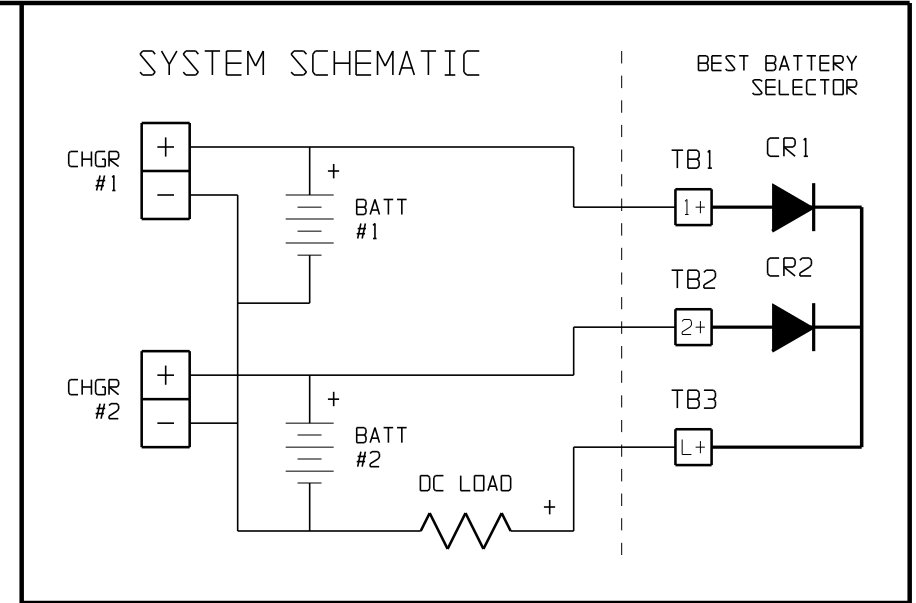 SYSTEM SCHEMATIC
BEST BATTERY
SELECTOR
CHGR
#1
+
−
+
BATT
#1
TB1
CR1
1+
TB2
CR2
2+
CHGR
#2
+
−
+
BATT
#2
TB3
L+
DC LOAD
+